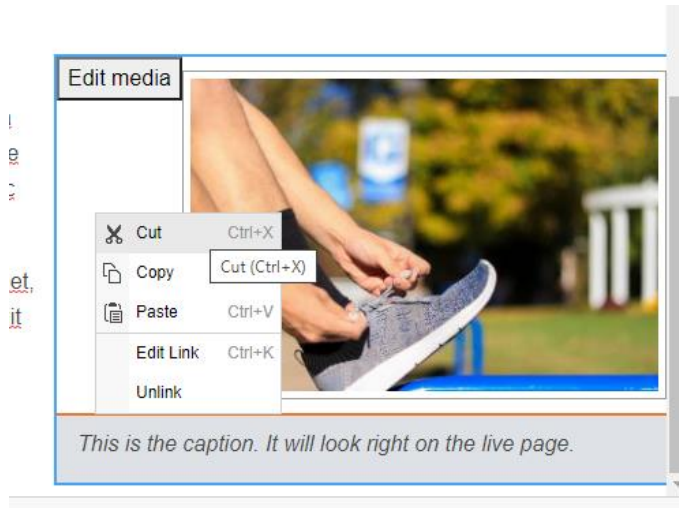 Edit media
Cut Ctrl+X
Copy
Cut (Ctrl+X)
Paste Ctrl+V
Edit Link Ctrl+K
Unlink
et,
it
This is the caption. It will look right on the live page.